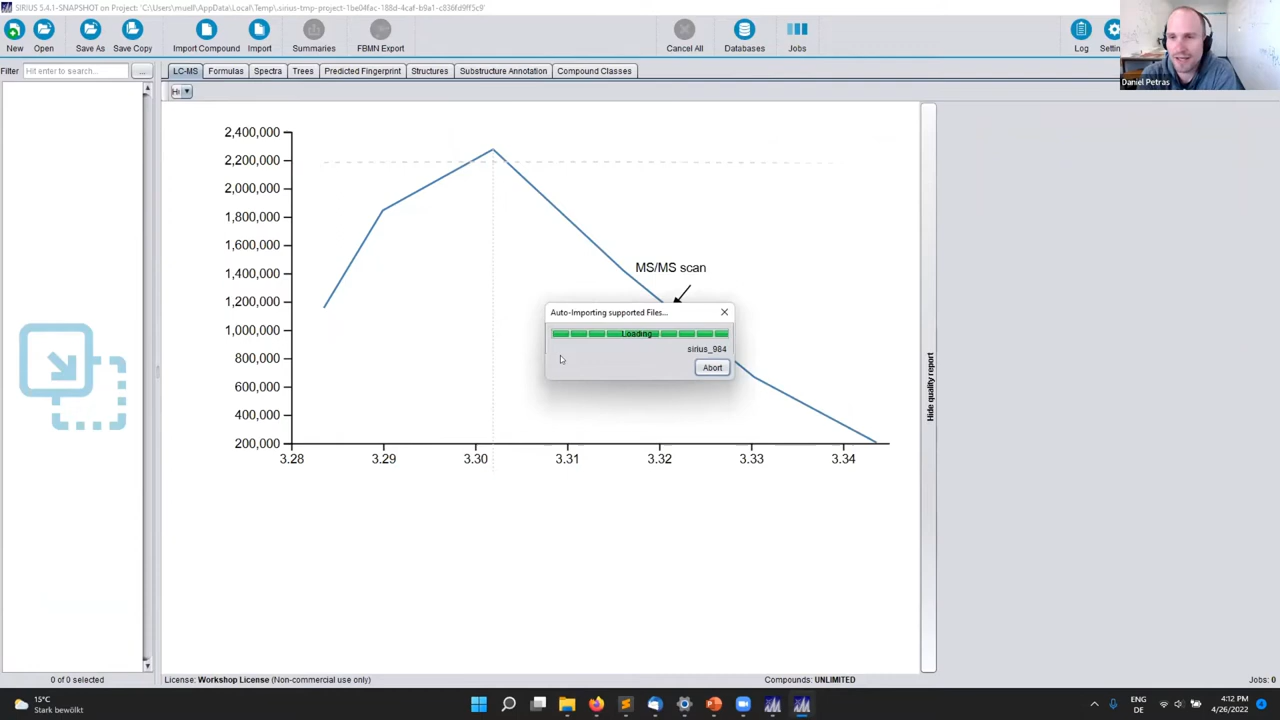 SIRIUS 5.4.1-SNAPSHOT on Project: 'C:\Users\muell\AppData\Local\Temp\.sirius-tmp-project-1be04fac-188d-4caf-b9a1-c836fd9ff5c9'
New Open Save As Save Copy Import Compound Import Summaries FBMN Export Cancel All Databases Jobs Log
Daniel Petras
Filter Hit enter to search... ... LC-MS Formulas Spectra Trees Predicted Fingerprint Structures Substructure Annotation Compound Classes
2,400,000
2,200,000
2,000,000
1,800,000
1,600,000
1,400,000
1,200,000
1,000,000
800,000
600,000
400,000
200,000
3.28 3.29 3.30 3.31 3.32 3.33 3.34
MS/MS scan
Auto-Importing supported Files...
Loading
sirius_984
Abort
Hide quality report
0 of 0 selected License: Workshop License (Non-commercial use only) Compounds: UNLIMITED Jobs: 0
15°C
Stark bewölkt
ENG
DE
4:12 PM
4/26/2022